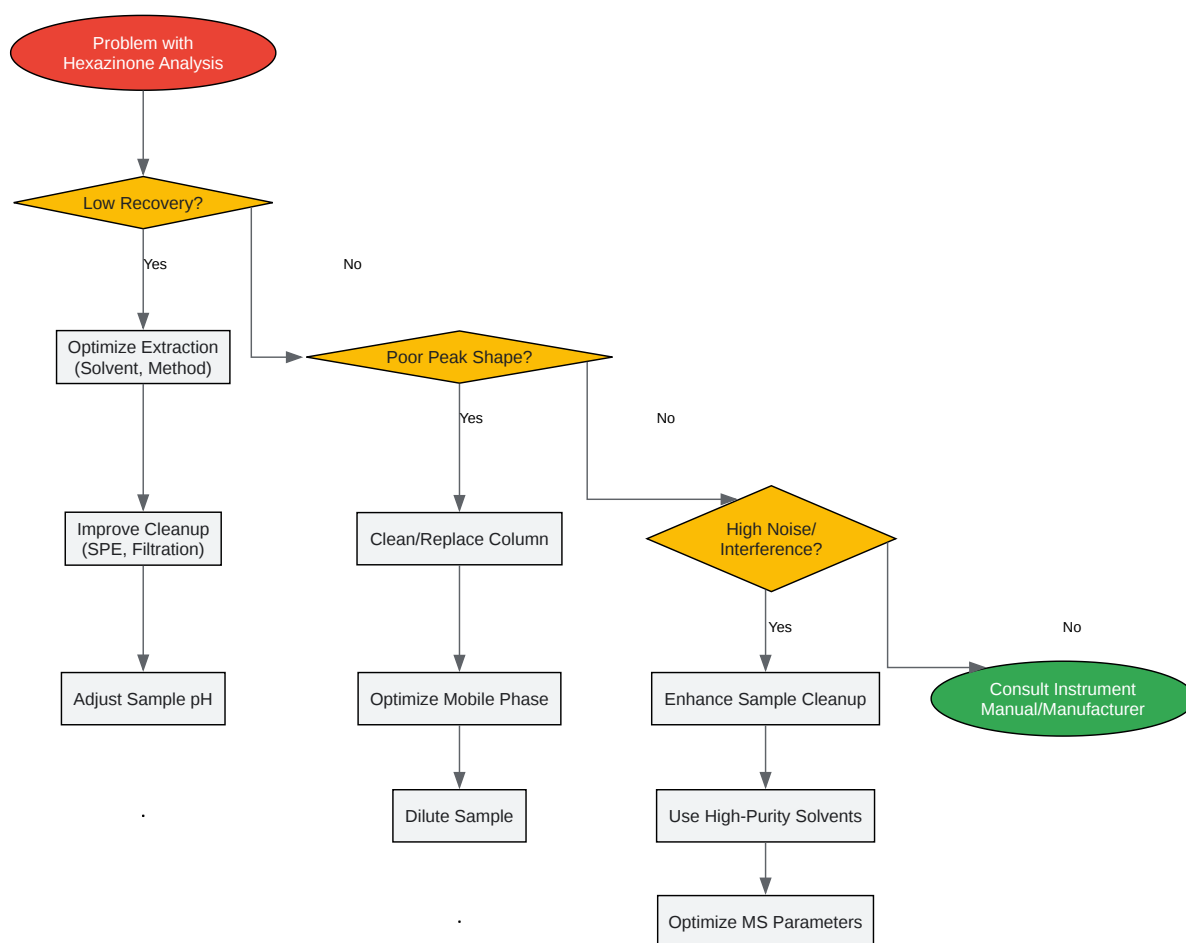 Problem with
Hexazinone Analysis
Low Recovery?
Yes
No
Optimize Extraction
(Solvent, Method)
Poor Peak Shape?
Yes
No
Improve Cleanup
(SPE, Filtration)
Clean/Replace Column
High Noise/
Interference?
Yes
No
Adjust Sample pH
Optimize Mobile Phase
Enhance Sample Cleanup
Consult Instrument
Manual/Manufacturer
.
Dilute Sample
Use High-Purity Solvents
.
Optimize MS Parameters